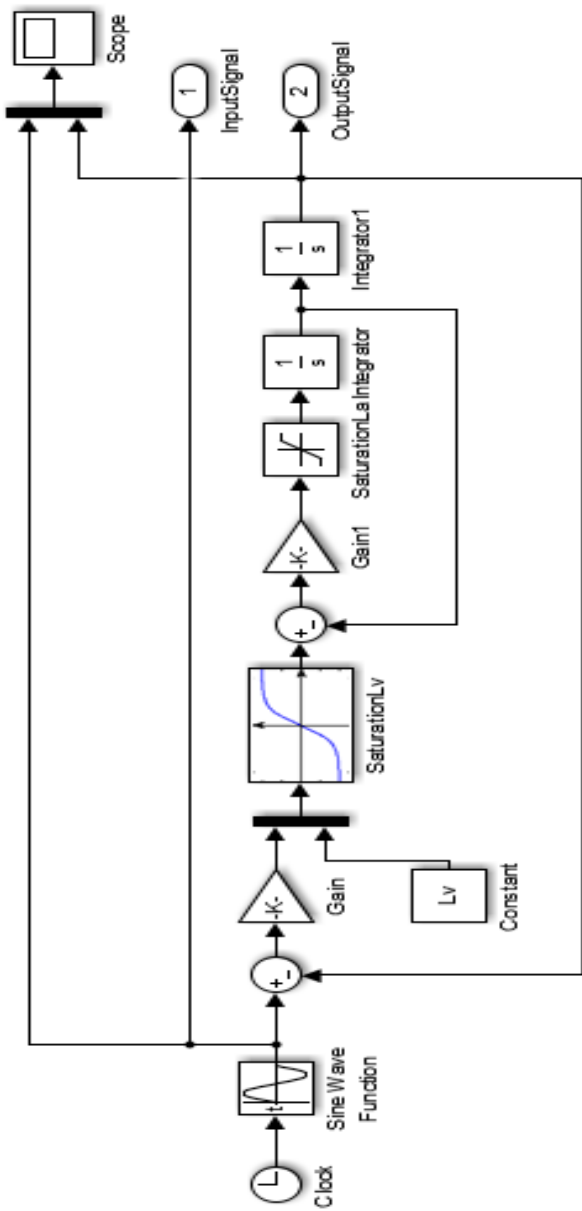 Clock
t
Sine Wave
Function
+
-
-K-
Gain
Lv
Constant
SaturationLv
+
-
-K-
Gain1
SaturationLa
1
s
Integrator
1
s
Integrator1
Scope
1
InputSignal
2
OutputSignal